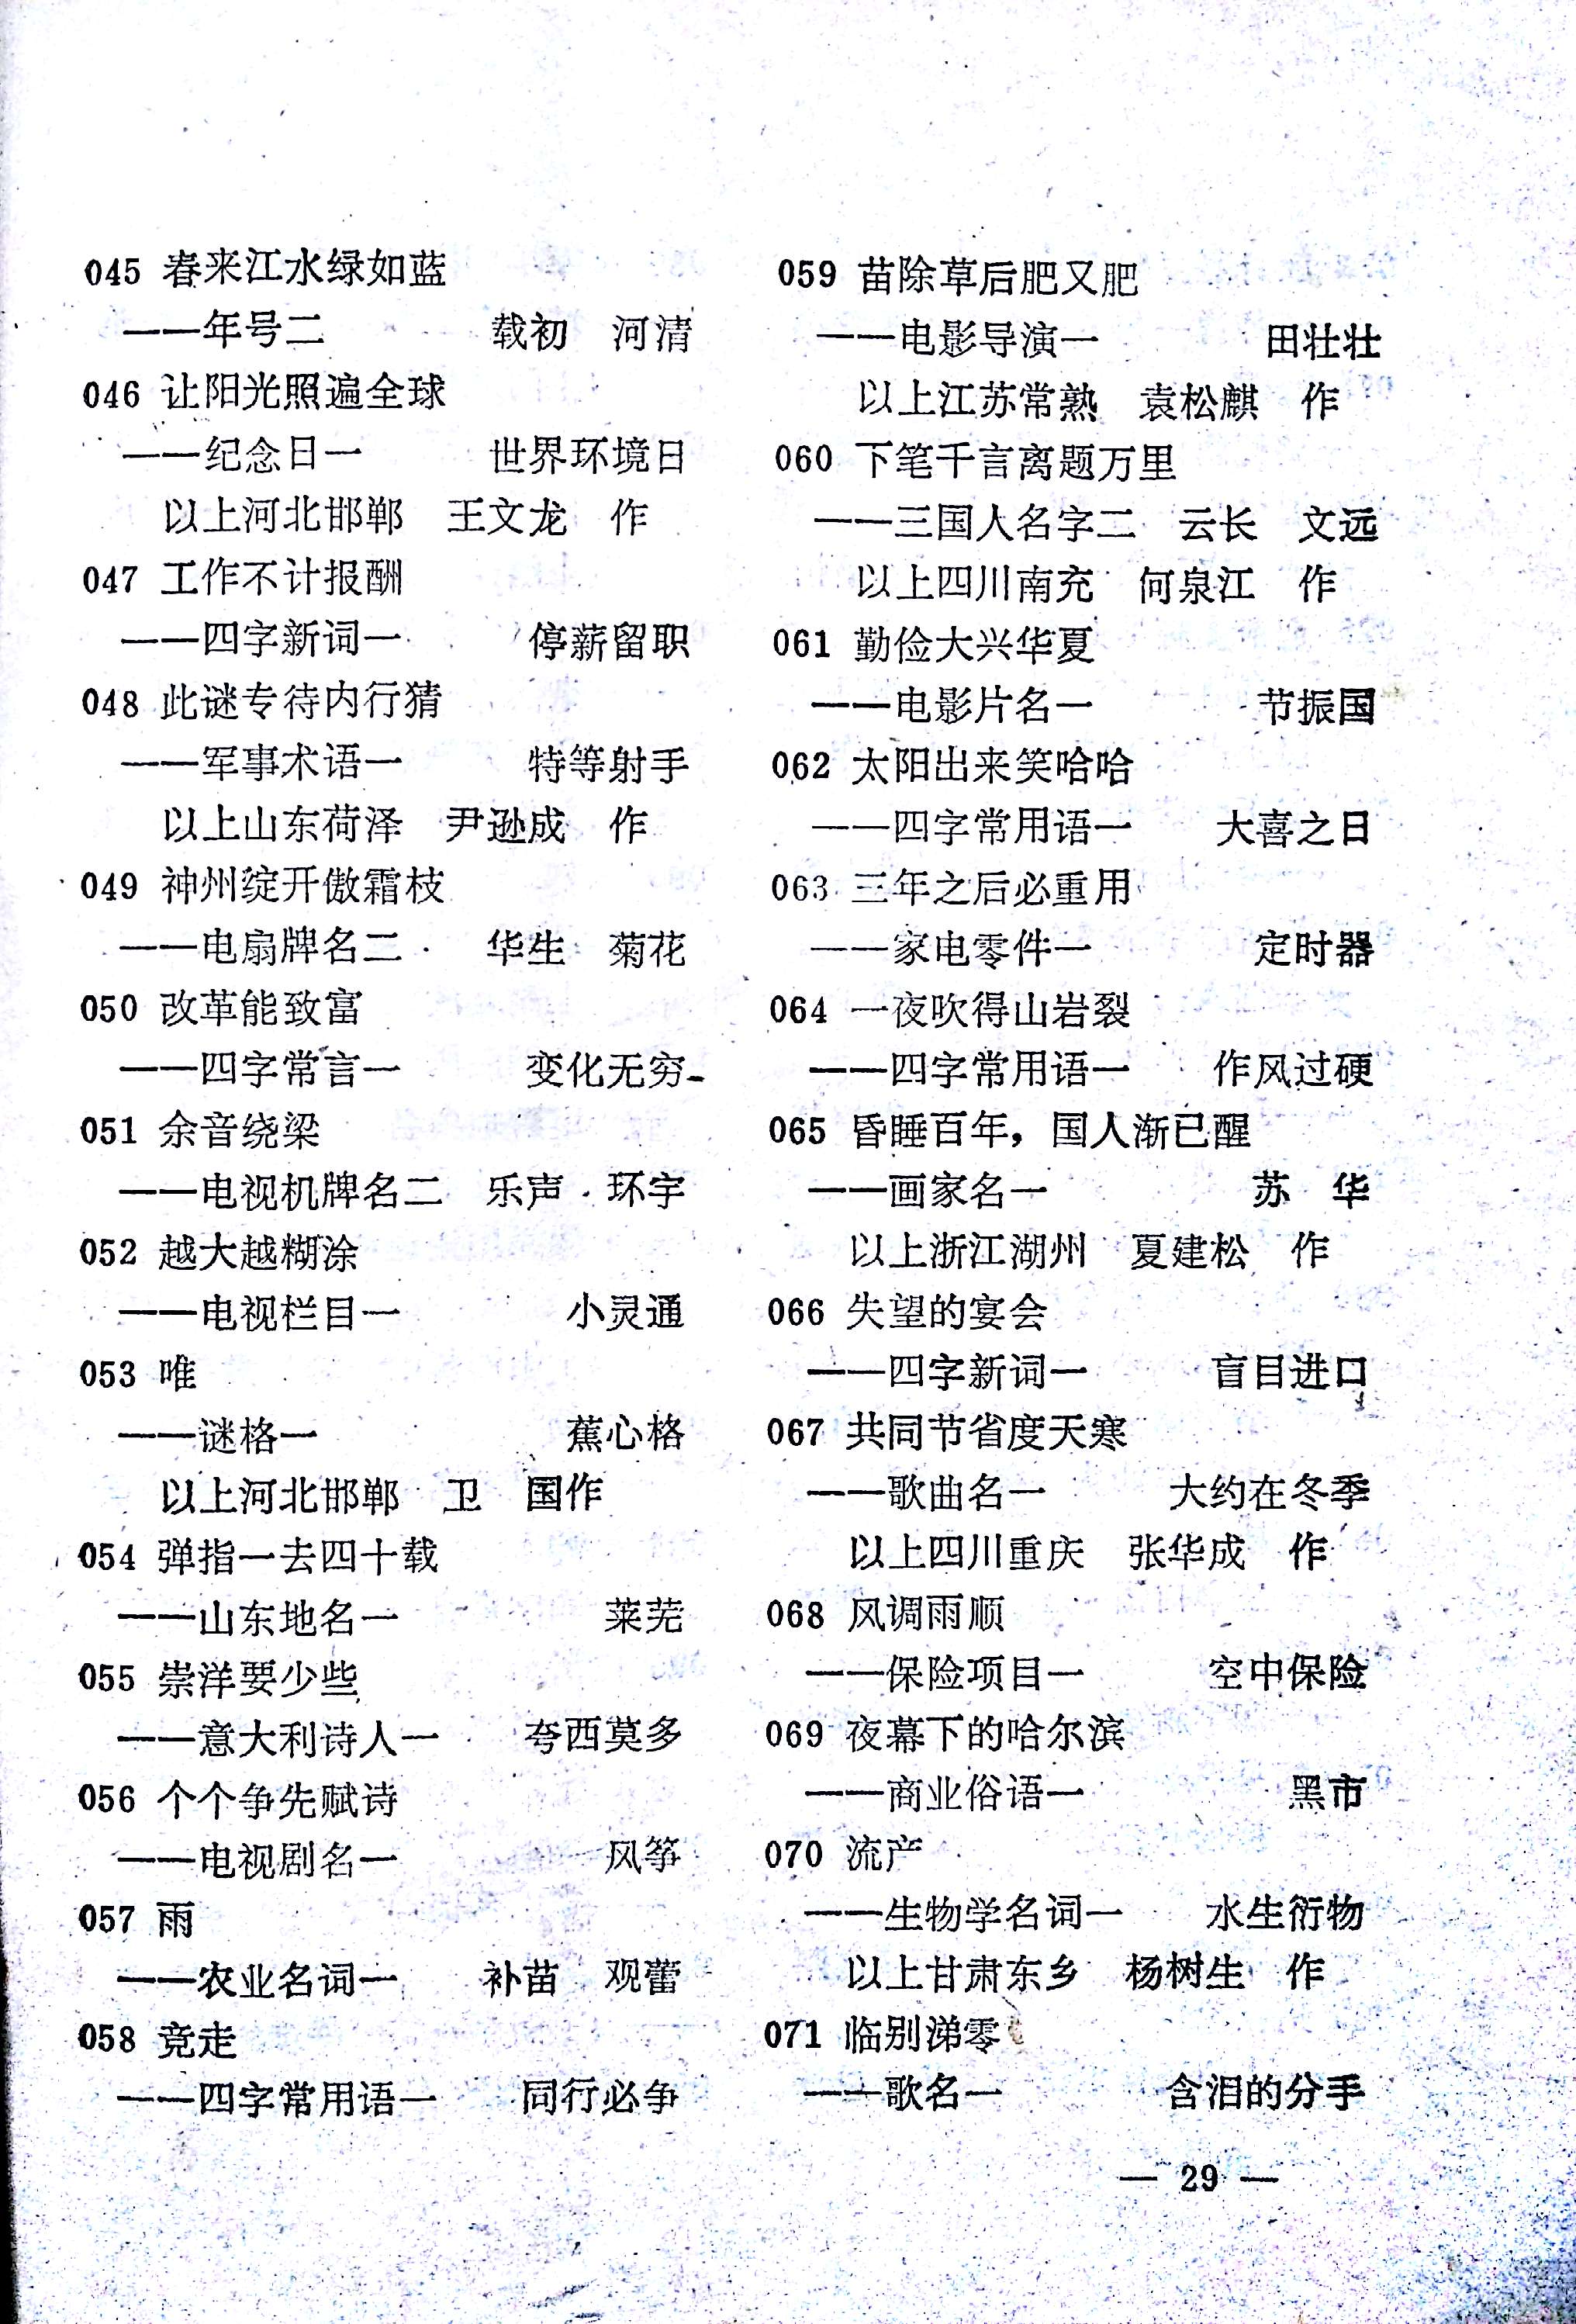 045 春来江水绿如蓝
——年号二 载初 河清
046 让阳光照遍全球
——纪念日一 世界环境日
以上河北邯郸 王文龙 作
047 工作不计报酬
——四字新词一 停薪留职
048 此谜专待内行猜
——军事术语一 特等射手
以上山东荷泽 尹逊成 作
049 神州绽开傲霜枝
——电扇牌名二 华生 菊花
050 改革能致富
——四字常言一 变化无穷
051 余音绕梁
——电视机牌名二 乐声 环宇
052 越大越糊涂
——电视栏目一 小灵通
053 唯
——谜格一 蕉心格
以上河北邯郸 卫 国作
054 弹指一去四十载
——山东地名一 莱芜
055 崇洋要少些
——意大利诗人一 夸西莫多
056 个个争先赋诗
——电视剧名一 风筝
057 雨
——农业名词一 补苗 观蕾
058 竞走
——四字常用语一 同行必争
059 苗除草后肥又肥
——电影导演一 田壮壮
以上江苏常熟 袁松麒 作
060 下笔千言离题万里
——三国人名字二 云长 文远
以上四川南充 何泉江 作
061 勤俭大兴华夏
——电影片名一 节振国
062 太阳出来笑哈哈
——四字常用语一 大喜之日
063 三年之后必重用
——家电零件一 定时器
064 一夜吹得山岩裂
——四字常用语一 作风过硬
065 昏睡百年，国人渐已醒
——画家名一 苏 华
以上浙江湖州 夏建松 作
066 失望的宴会
——四字新词一 盲目进口
067 共同节省度天寒
——歌曲名一 大约在冬季
以上四川重庆 张华成 作
068 风调雨顺
——保险项目一 空中保险
069 夜幕下的哈尔滨
——商业俗语一 黑市
070 流产
——生物学名词一 水生衍物
以上甘肃东乡 杨树生 作
071 临别涕零
——歌名一 含泪的分手
— 29 —